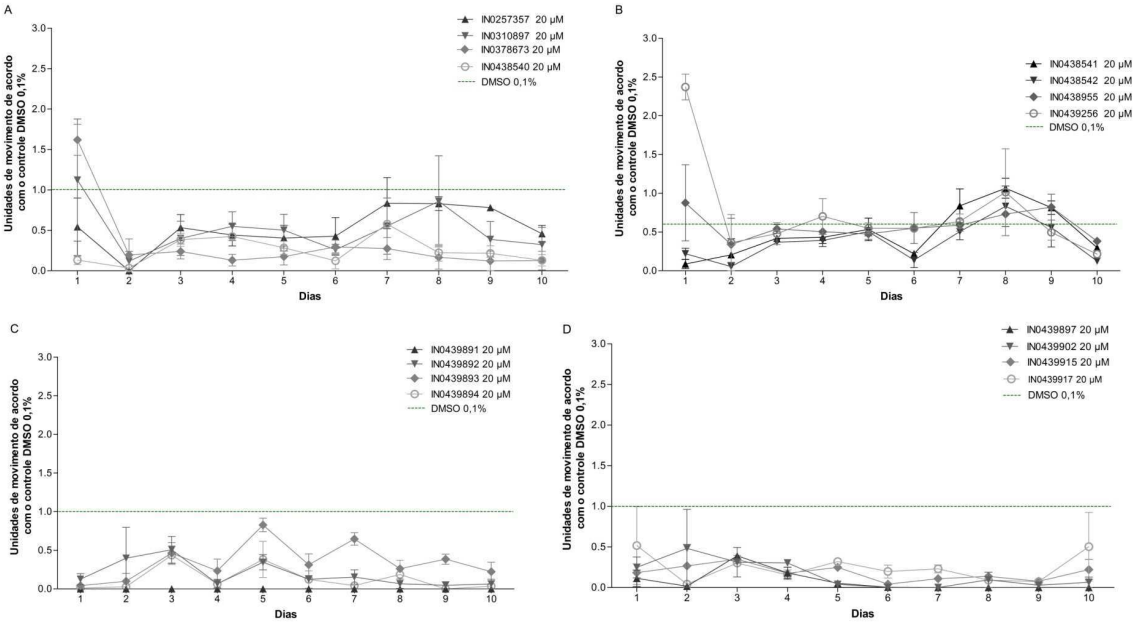 A
IN0257357 20 µM
IN0310897 20 µM
IN0378673 20 µM
IN0438540 20 µM
DMSO 0,1%
Unidades de movimento de acordo
com o controle DMSO 0,1%
3.0
2.5
2.0
1.5
1.0
0.5
0.0
1 2 3 4 5 6 7 8 9 10
Dias
B
IN0438541 20 µM
IN0438542 20 µM
IN0438955 20 µM
IN0439256 20 µM
DMSO 0,1%
Unidades de movimento de acordo
com o controle DMSO 0,1%
3.0
2.5
2.0
1.5
1.0
0.5
0.0
1 2 3 4 5 6 7 8 9 10
Dias
C
IN0439891 20 µM
IN0439892 20 µM
IN0439893 20 µM
IN0439894 20 µM
DMSO 0,1%
Unidades de movimento de acordo
com o controle DMSO 0,1%
3.0
2.5
2.0
1.5
1.0
0.5
0.0
1 2 3 4 5 6 7 8 9 10
Dias
D
IN0439897 20 µM
IN0439902 20 µM
IN0439915 20 µM
IN0439917 20 µM
DMSO 0,1%
Unidades de movimento de acordo
com o controle DMSO 0,1%
3.0
2.5
2.0
1.5
1.0
0.5
0.0
1 2 3 4 5 6 7 8 9 10
Dias